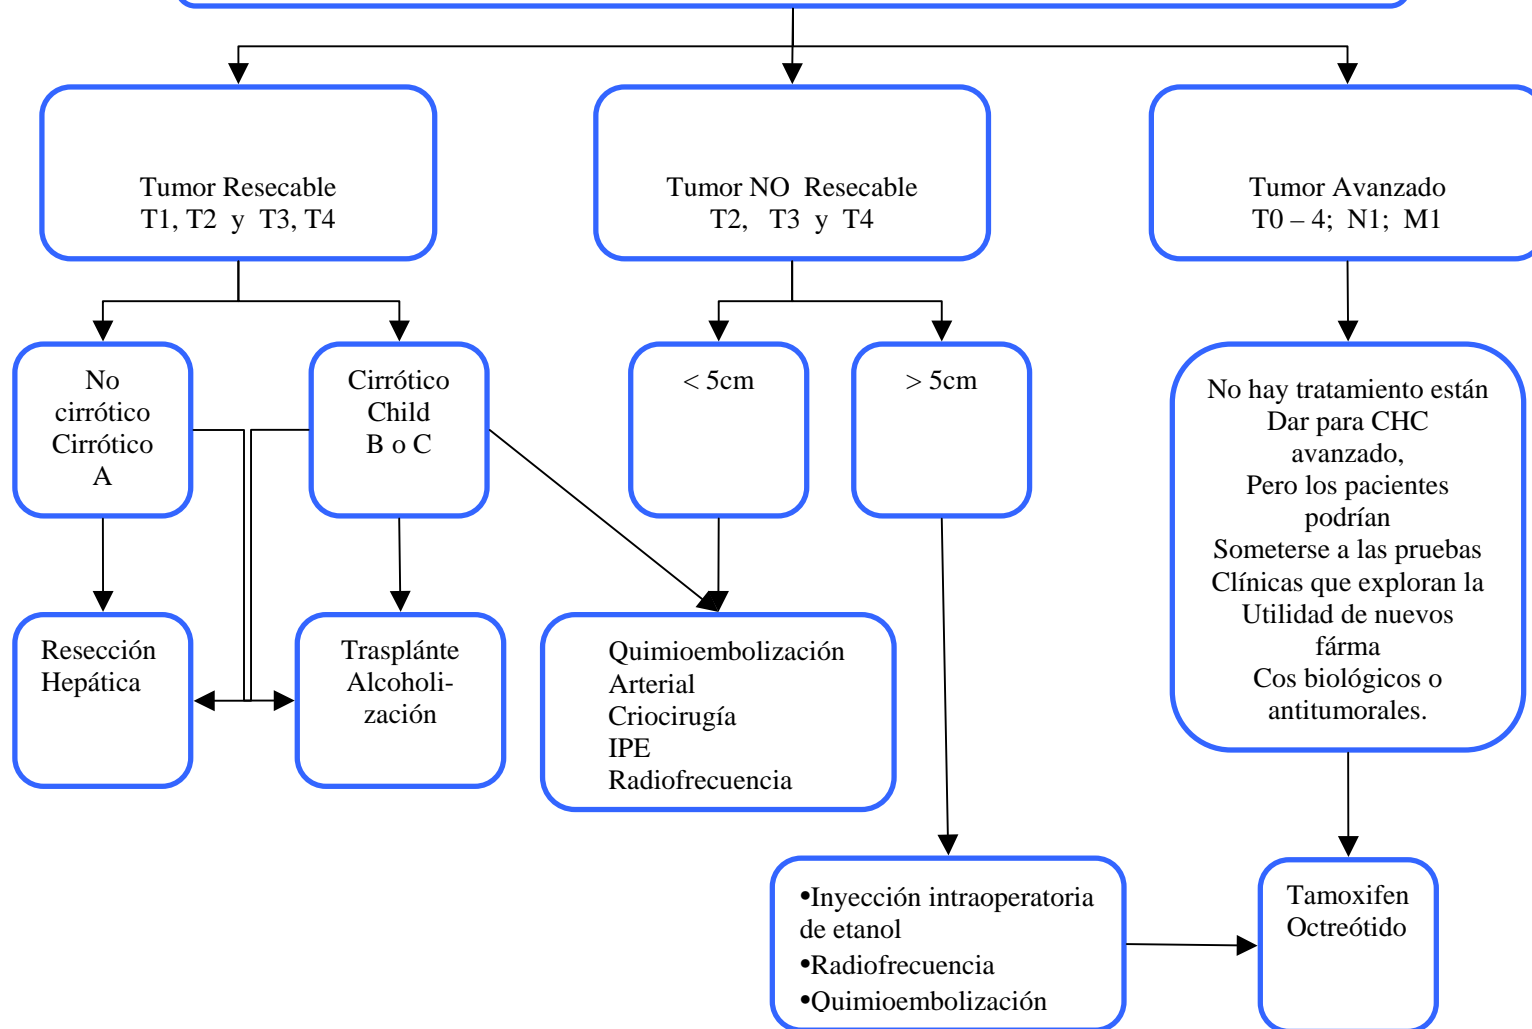 Tumor Resecable
T1, T2 y T3, T4
Tumor NO Resecable
T2, T3 y T4
Tumor Avanzado
T0 – 4; N1; M1
No
cirrótico
Cirrótico
A
Cirrótico
Child
B o C
< 5cm
> 5cm
No hay tratamiento están
Dar para CHC
avanzado,
Pero los pacientes
podrían
Someterse a las pruebas
Clínicas que exploran la
Utilidad de nuevos
fárma
Cos biológicos o
antitumorales.
Resección
Hepática
Trasplánte
Alcoholi-
zación
Quimioembolización
Arterial
Criocirugía
IPE
Radiofrecuencia
•Inyección intraoperatoria
de etanol
•Radiofrecuencia
•Quimioembolización
Tamoxifen
Octreótido